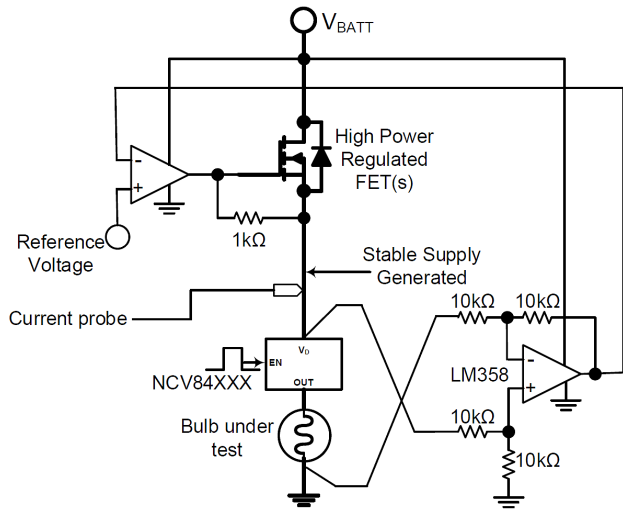 VBATT
High Power
Regulated
FET(s)
-
+
1kΩ
Reference
Voltage
Stable Supply
Generated
Current probe
10kΩ
10kΩ
VD
EN
OUT
NCV84XXX
LM358
-
+
Bulb under
test
10kΩ
10kΩ